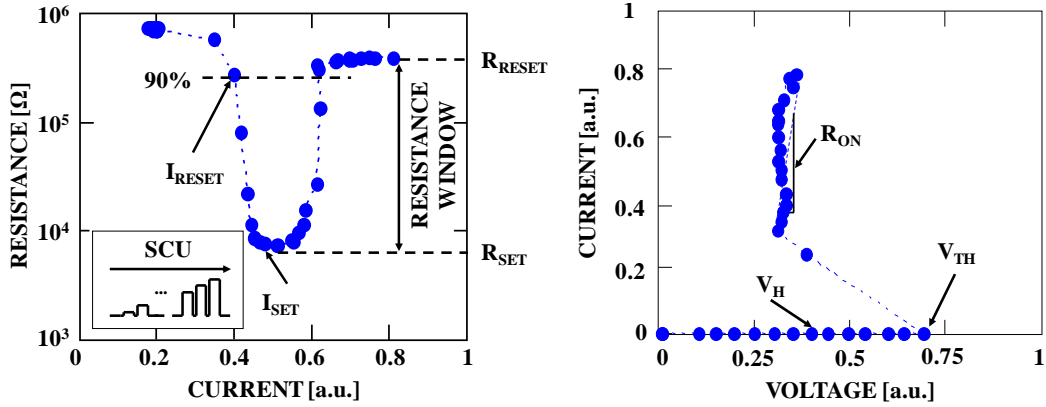 10⁶
10⁵
10⁴
10³
RESISTANCE [Ω]
90%
I_RESET
I_SET
SCU
...
R_RESET
RESISTANCE
WINDOW
R_SET
0 0.2 0.4 0.6 0.8 1
CURRENT [a.u.]
1
0.8
0.6
0.4
0.2
0
CURRENT [a.u.]
R_ON
V_H
V_TH
0 0.25 0.5 0.75 1
VOLTAGE [a.u.]